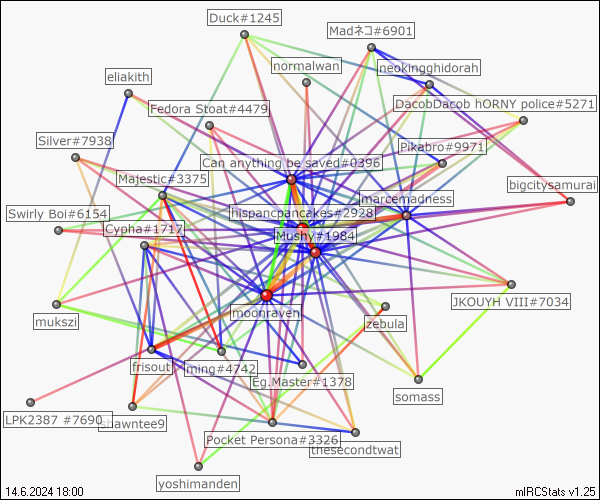 Duck#1245
Madネコ#6901
normalwan
neokingghidorah
eliakith
Fedora Stoat#4479
DacobDacob hORNY police#5271
Silver#7938
Pikabro#9971
Can anything be saved#0396
Majestic#3375
bigcitysamurai
marcemadness
Swirly Boi#6154
hispancpancakes#2928
Cypha#1717
Mushy#1984
mukszi
moonraven
JKOUYH VIII#7034
zebula
frisout
ming#4742
Eg.Master#1378
somass
LPK2387 #7690
shawntee9
Pocket Persona#3326
thesecondtwat
yoshimanden
14.6.2024 18:00
mIRCStats v1.25